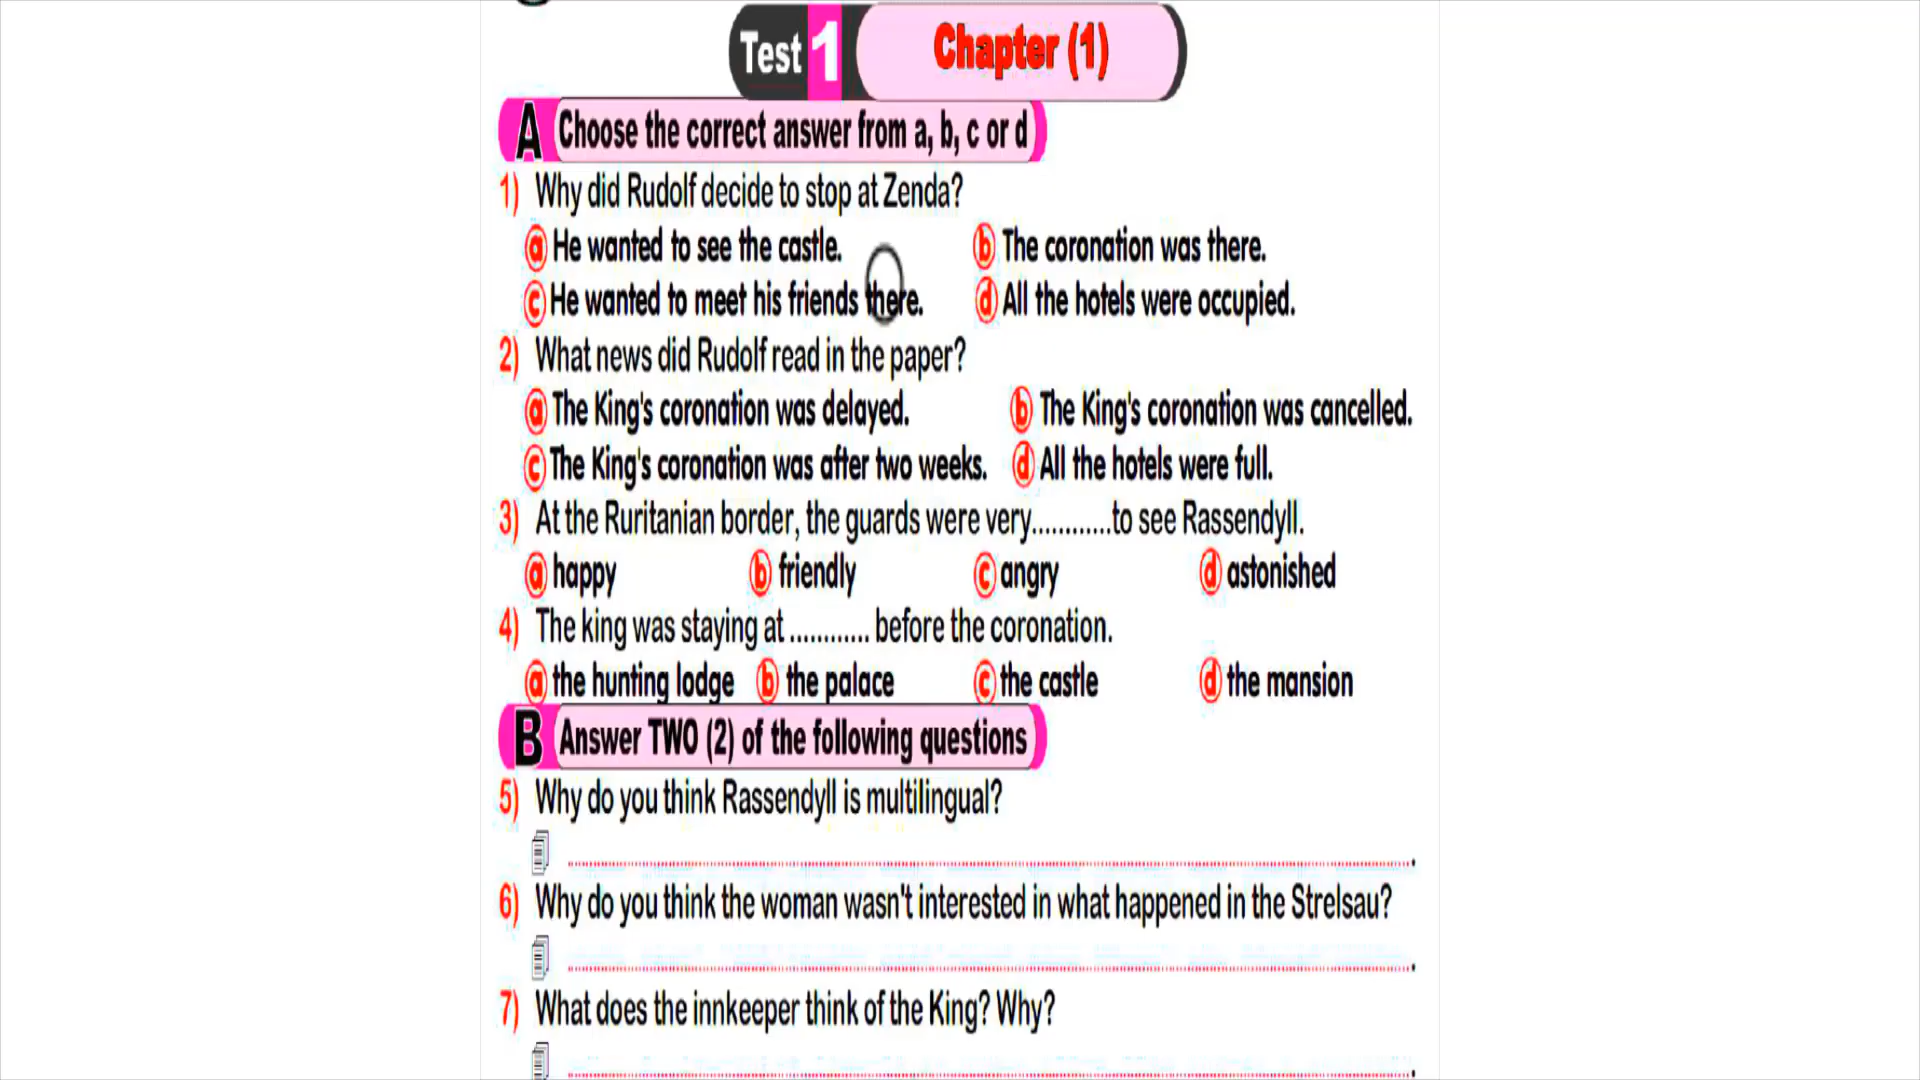 Test 1 Chapter (1)
A Choose the correct answer from a, b, c or d
1) Why did Rudolf decide to stop at Zenda?
a He wanted to see the castle. b The coronation was there.
c He wanted to meet his friends there. d All the hotels were occupied.
2) What news did Rudolf read in the paper?
a The King's coronation was delayed. b The King's coronation was cancelled.
c The King's coronation was after two weeks. d All the hotels were full.
3) At the Ruritanian border, the guards were very............to see Rassendyll.
a happy b friendly c angry d astonished
4) The king was staying at ............ before the coronation.
a the hunting lodge b the palace c the castle d the mansion
B Answer TWO (2) of the following questions
5) Why do you think Rassendyll is multilingual?
6) Why do you think the woman wasn't interested in what happened in the Strelsau?
7) What does the innkeeper think of the King? Why?